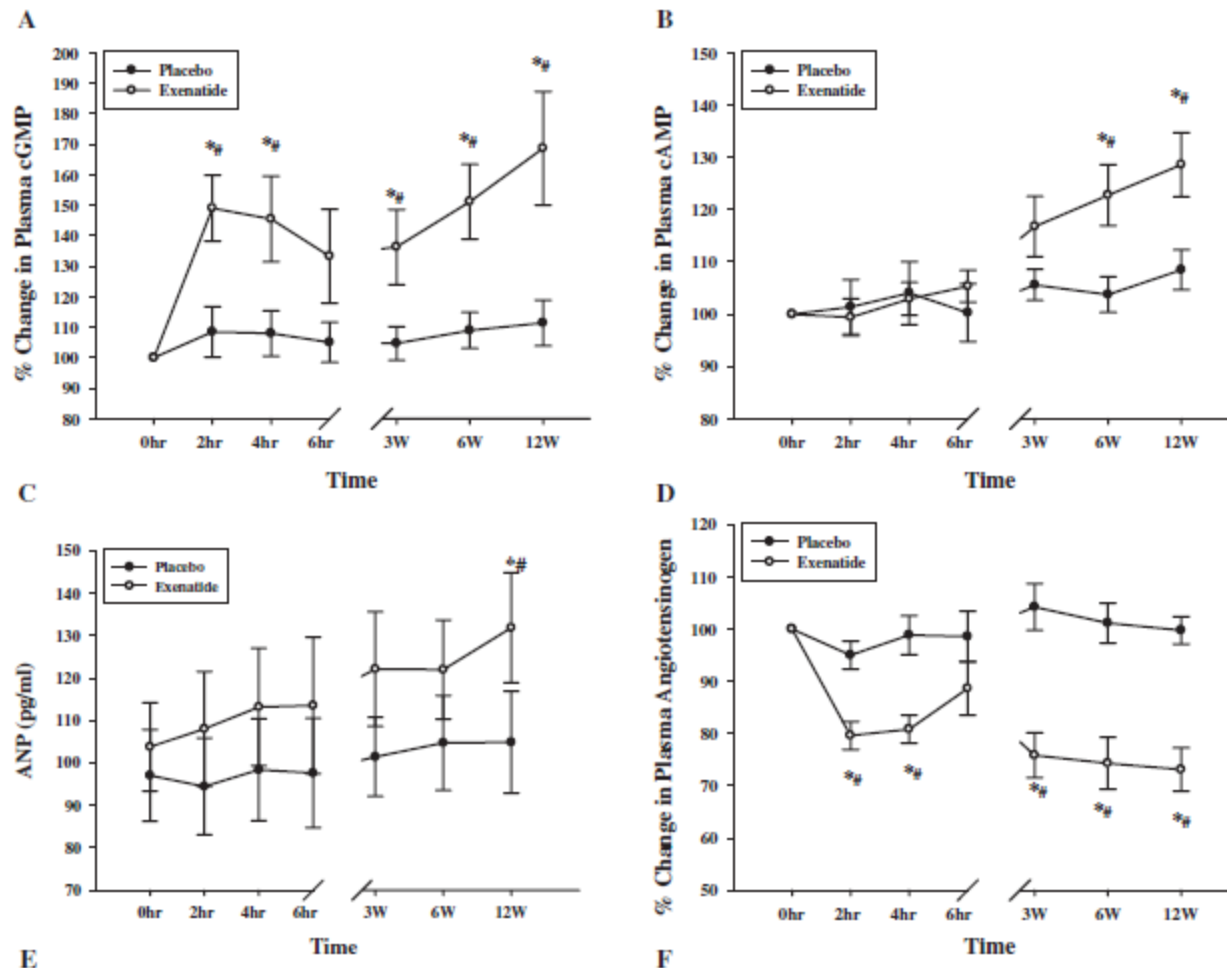 A
% Change in Plasma cGMP
200
190
180
170
160
150
140
130
120
110
100
90
80
Placebo
Exenatide
*#
*#
*#
*#
*#
0hr 2hr 4hr 6hr 3W 6W 12W
Time
B
% Change in Plasma cAMP
150
140
130
120
110
100
90
80
Placebo
Exenatide
*#
*#
0hr 2hr 4hr 6hr 3W 6W 12W
Time
C
ANP (pg/ml)
150
140
130
120
110
100
90
80
70
Placebo
Exenatide
*#
0hr 2hr 4hr 6hr 3W 6W 12W
Time
D
% Change in Plasma Angiotensinogen
120
110
100
90
80
70
60
50
Placebo
Exenatide
*#
*#
*#
*#
*#
0hr 2hr 4hr 6hr 3W 6W 12W
Time
E
F